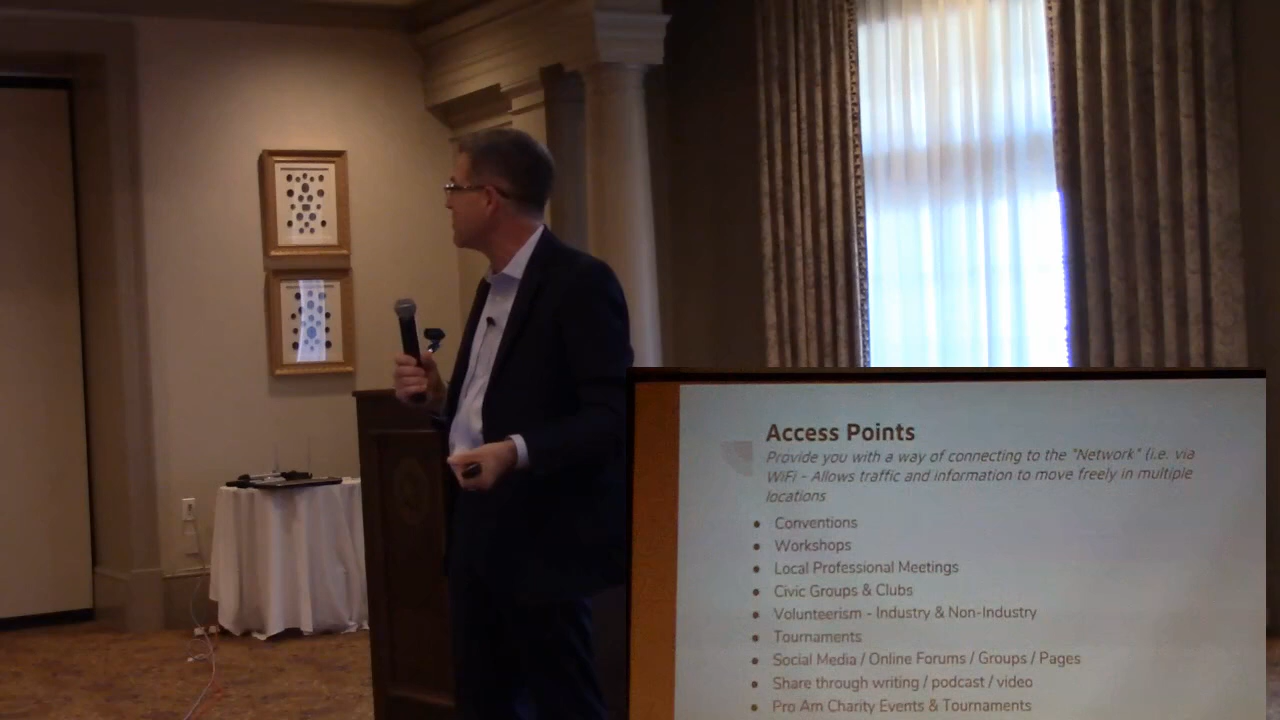 Access Points
Provide you with a way of connecting to the "Network" (i.e. via
WiFi - Allows traffic and information to move freely in multiple
locations
• Conventions
• Workshops
• Local Professional Meetings
• Civic Groups & Clubs
• Volunteerism - Industry & Non-Industry
• Tournaments
• Social Media / Online Forums / Groups / Pages
• Share through writing / podcast / video
• Pro Am Charity Events & Tournaments